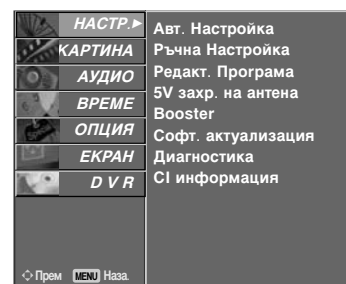 НАСТР.►
КАРТИНА
АУДИО
ВРЕМЕ
ОПЦИЯ
ЕКРАН
D V R
Авт. Настройка
Ръчна Настройка
Редакт. Програма
5V захр. на антена
Booster
Софт. актуализация
Диагностика
CI информация
Прем MENU Наза.